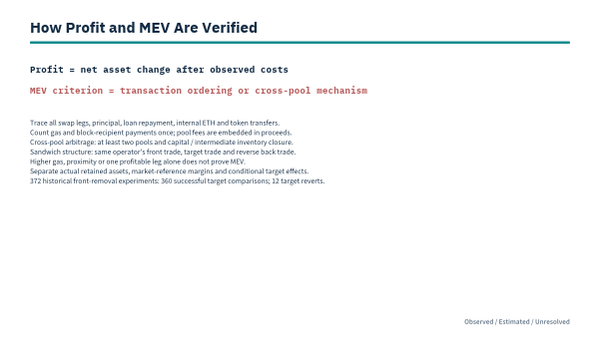 How Profit and MEV Are Verified
Profit = net asset change after observed costs
MEV criterion = transaction ordering or cross-pool mechanism
Trace all swap legs, principal, loan repayment, internal ETH and token transfers.
Count gas and block-recipient payments once; pool fees are embedded in proceeds.
Cross-pool arbitrage: at least two pools and capital / intermediate inventory closure.
Sandwich structure: same operator's front trade, target trade and reverse back trade.
Higher gas, proximity or one profitable leg alone does not prove MEV.
Separate actual retained assets, market-reference margins and conditional target effects.
372 historical front-removal experiments: 360 successful target comparisons; 12 target reverts.
Observed / Estimated / Unresolved